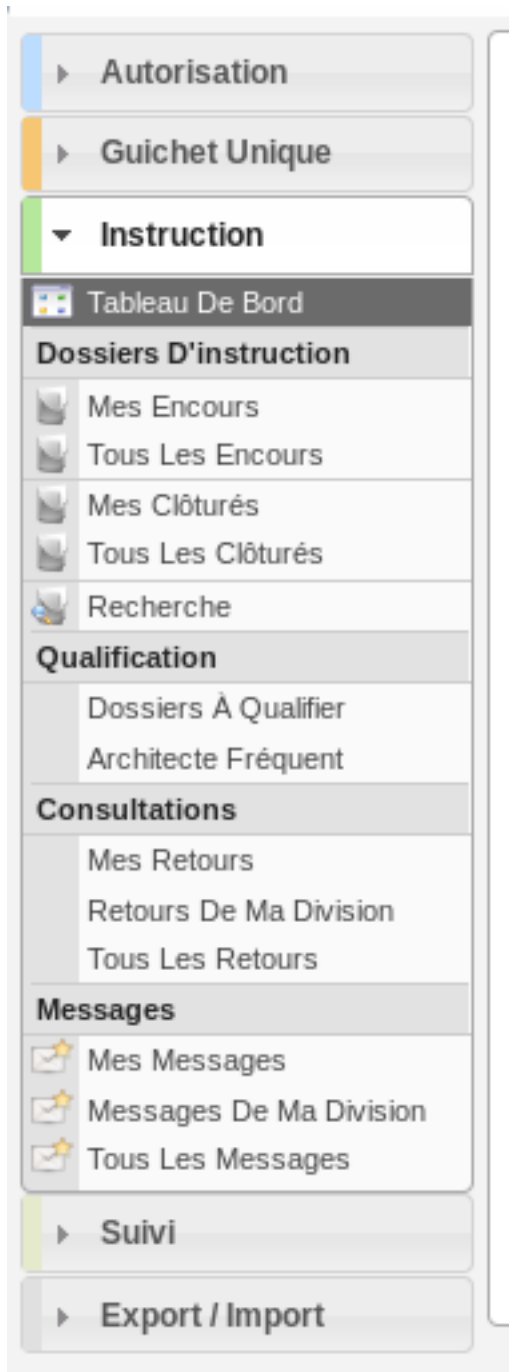 Autorisation
Guichet Unique
Instruction
Tableau De Bord
Dossiers D'instruction
Mes Encours
Tous Les Encours
Mes Clôturés
Tous Les Clôturés
Recherche
Qualification
Dossiers À Qualifier
Architecte Fréquent
Consultations
Mes Retours
Retours De Ma Division
Tous Les Retours
Messages
Mes Messages
Messages De Ma Division
Tous Les Messages
Suivi
Export / Import